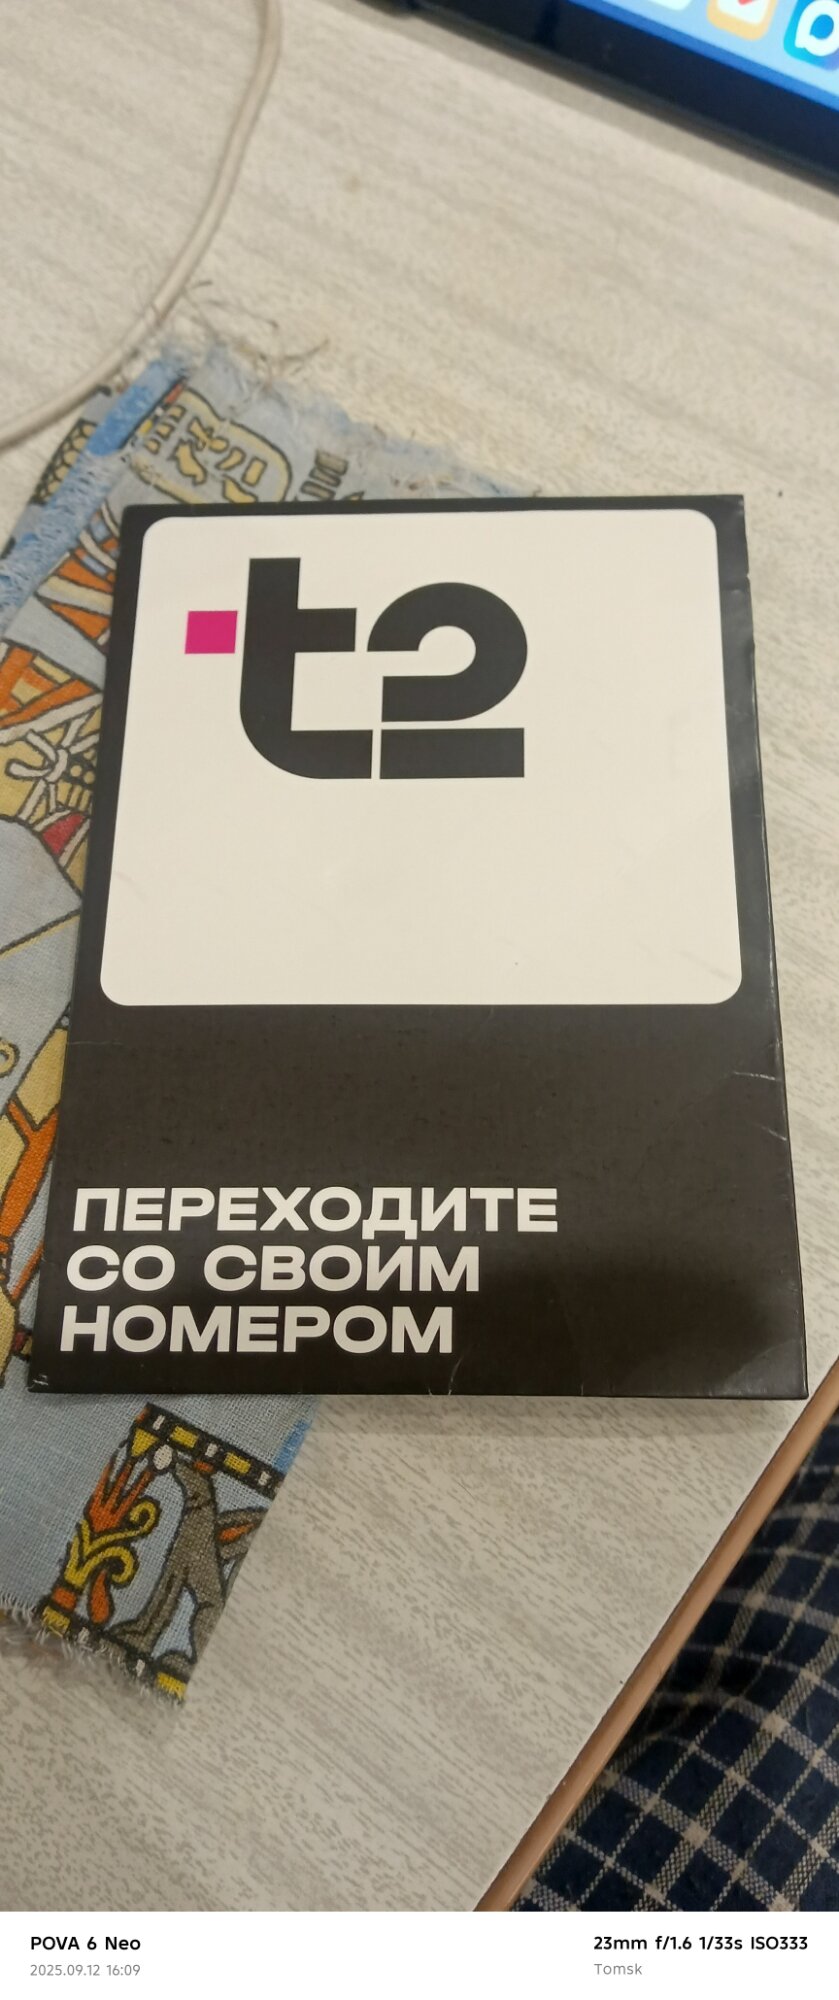 t2
ПЕРЕХОДИТЕ
СО СВОИМ
НОМЕРОМ
POVA 6 Neo
2025.09.12 16:09
23mm f/1.6 1/33s ISO333
Tomsk